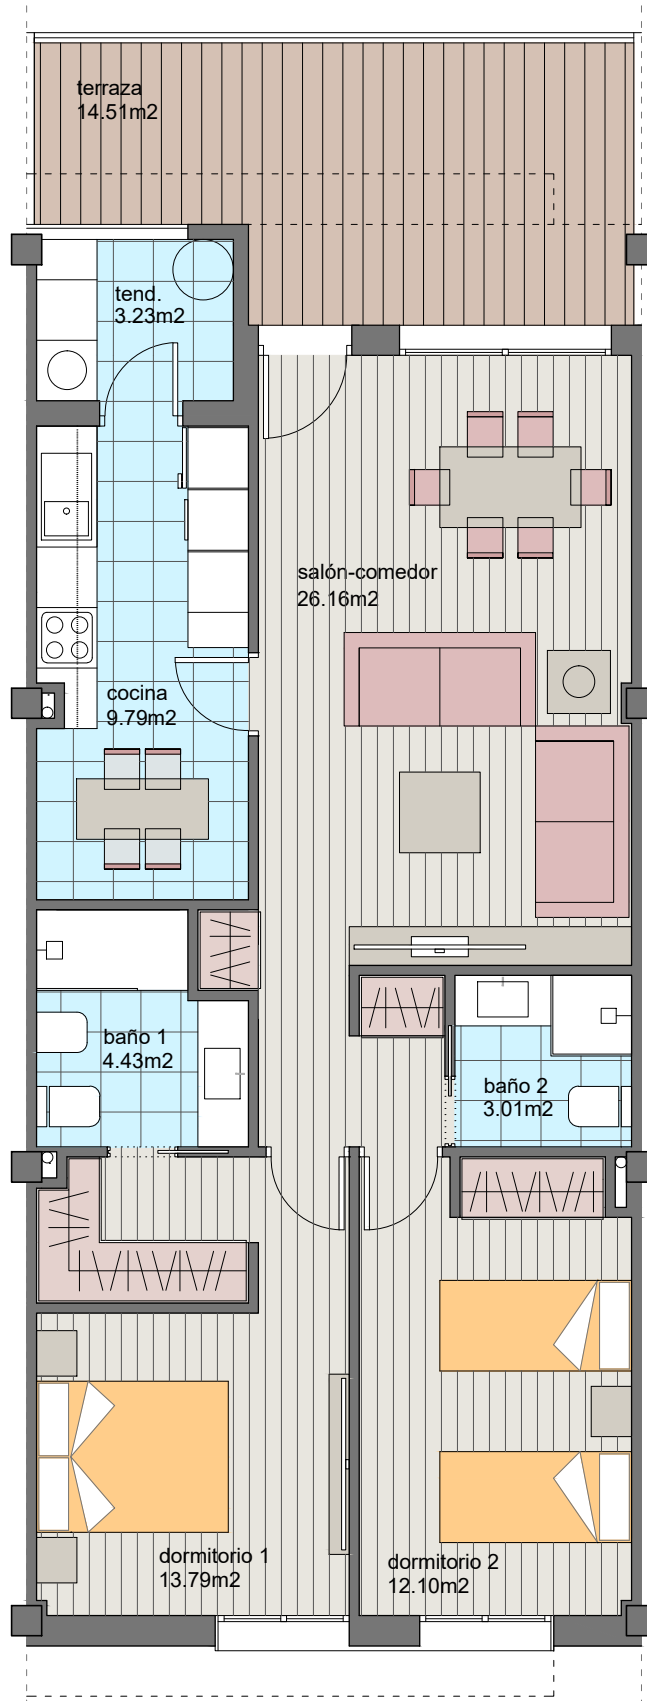 terraza
14.51m2
tend.
3.23m2
salón-comedor
26.16m2
cocina
9.79m2
baño 1
4.43m2
baño 2
3.01m2
dormitorio 1
13.79m2
dormitorio 2
12.10m2